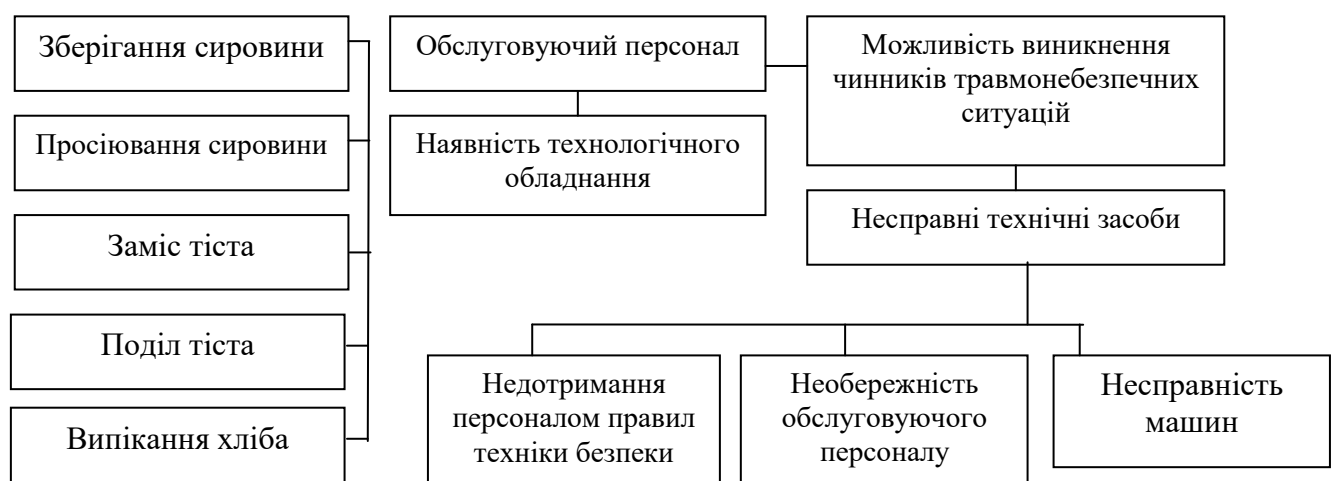 Зберігання сировини
Просіювання сировини
Заміс тіста
Поділ тіста
Випікання хліба
Обслуговуючий персонал
Наявність технологічного
обладнання
Можливість виникнення
чинників травмонебезпечних
ситуацій
Несправні технічні засоби
Недотримання
персоналом правил
техніки безпеки
Необережність
обслуговуючого
персоналу
Несправність
машин